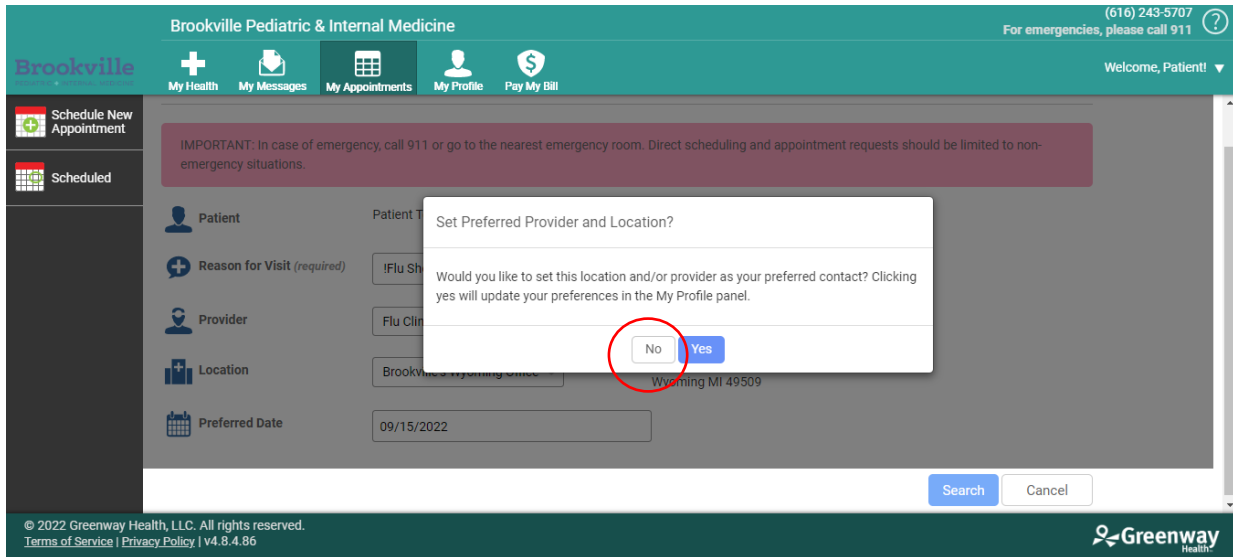 Brookville Pediatric & Internal Medicine
(616) 243-5707
For emergencies, please call 911
?
Brookville
PEDIATRIC & INTERNAL MEDICINE
My Health
My Messages
My Appointments
My Profile
Pay My Bill
Welcome, Patient!
Schedule New
Appointment
Scheduled
IMPORTANT: In case of emergency, call 911 or go to the nearest emergency room. Direct scheduling and appointment requests should be limited to non-
emergency situations.
Patient
Patient T
Reason for Visit (required)
!Flu Sh
Provider
Flu Clin
Location
Brookville's Wyoming Office
Wyoming MI 49509
Preferred Date
09/15/2022
Set Preferred Provider and Location?
Would you like to set this location and/or provider as your preferred contact? Clicking
yes will update your preferences in the My Profile panel.
No
Yes
Search
Cancel
© 2022 Greenway Health, LLC. All rights reserved.
Terms of Service | Privacy Policy | v4.8.4.86
Greenway
Health